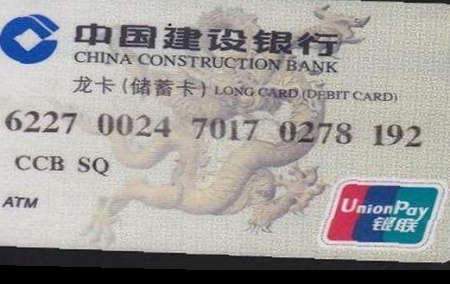 中国建设银行
CHINA CONSTRUCTION BANK
龙卡(储蓄卡) LONG CARD (DEBIT CARD)
6227 0024 7017 0278 192
CCB SQ
ATM
UnionPay
银联